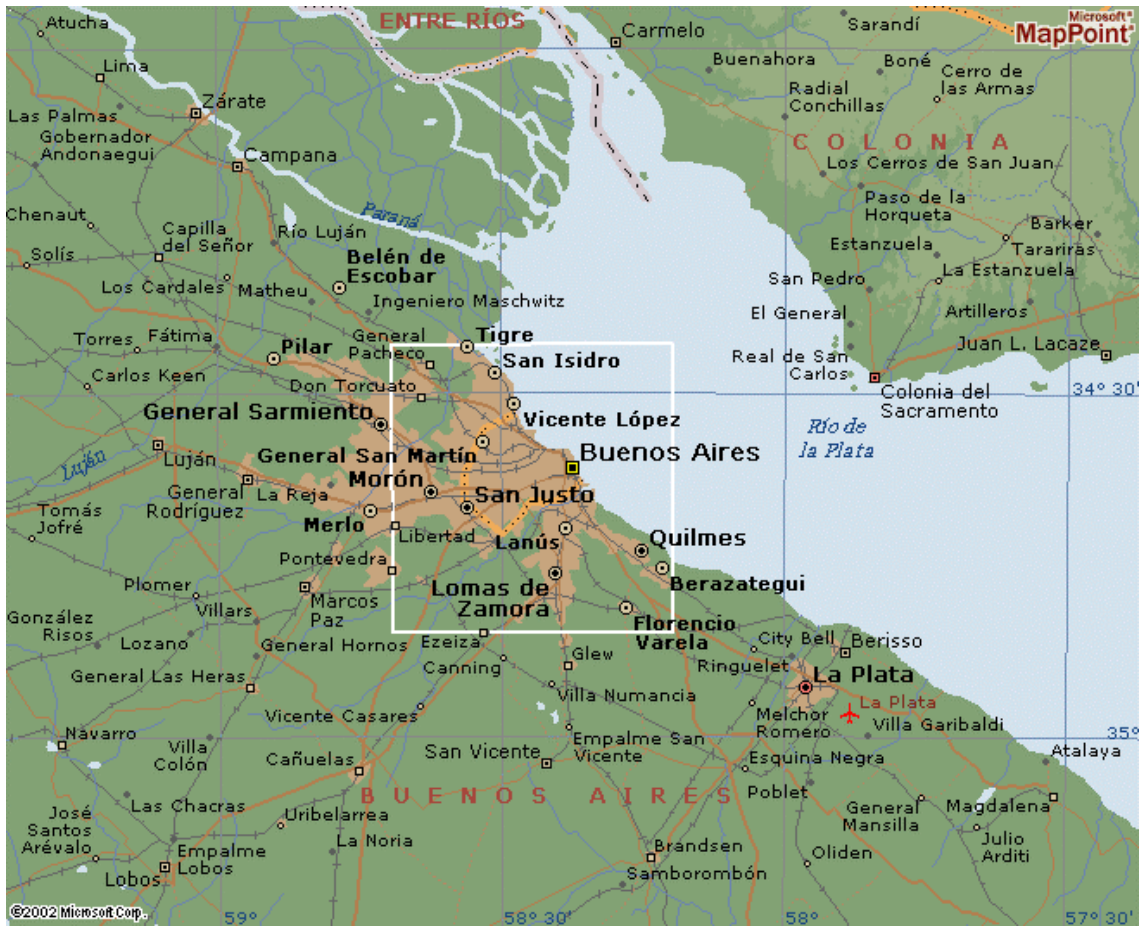 ENTRE RÍOS
Microsoft®
MapPoint®
Atucha
Sarandí
Carmelo
Buenahora
Boné
Lima
Cerro de
las Armas
Zárate
Radial
Conchillas
Las Palmas
Gobernador
Andonaegui
COLONIA
Campana
Los Cerros de San Juan
Paso de la
Horqueta
Chenaut
Paraná
Capilla
del Señor
Río Luján
Barker
Estanzuela
Tarariras
Solís
Belén de
Escobar
San Pedro
La Estanzuela
Los Cardales
Matheu
Ingeniero Maschwitz
El General
Artilleros
Torres
Fátima
General
Pacheco
Tigre
Pilar
San Isidro
Real de San
Carlos
Juan L. Lacaze
Carlos Keen
Don Torcuato
34° 30'
Colonia del
Sacramento
General Sarmiento
Vicente López
Río de
la Plata
Luján
Luján
General San Martín
Buenos Aires
General
Rodríguez
La Reja
Morón
San Justo
Tomás
Jofré
Merlo
Libertad
Lanús
Quilmes
Pontevedra
Berazategui
Plomer
Marcos
Paz
Lomas de
Zamora
Villars
González
Risos
Lozano
General Hornos
Ezeiza
Florencio
Varela
City Bell
Berisso
Canning
Glew
Ringuelet
La Plata
General Las Heras
Villa Numancia
La Plata
Vicente Casares
Melchor
Romero
Villa Garibaldi
Navarro
Villa
Colón
Empalme San
Vicente
35°
Cañuelas
San Vicente
Esquina Negra
Atalaya
BUENOS AIRES
Poblet
José
Santos
Arévalo
Las Chacras
Uribelarrea
General
Mansilla
Magdalena
La Noria
Julio
Arditi
Empalme
Lobos
Brandsen
Oliden
Lobos
Samborombón
©2002 Microsoft Corp.
59°
58° 30'
58°
57° 30'